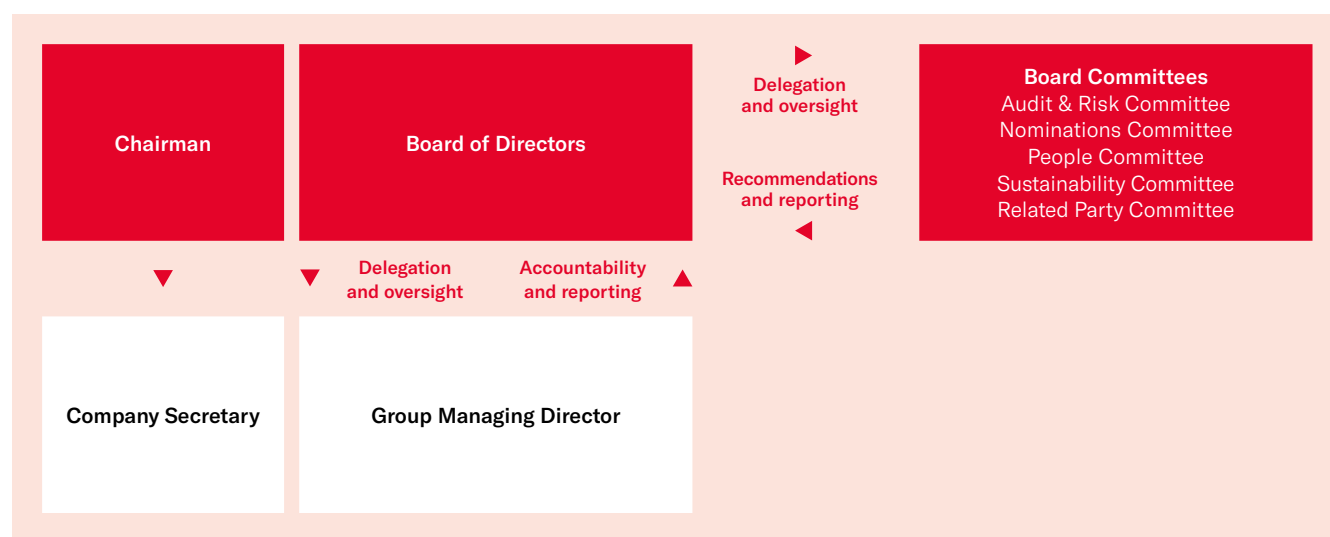 Chairman
Board of Directors
Delegation
and oversight
Recommendations
and reporting
Board Committees
Audit & Risk Committee
Nominations Committee
People Committee
Sustainability Committee
Related Party Committee
Delegation
and oversight
Accountability
and reporting
Company Secretary
Group Managing Director